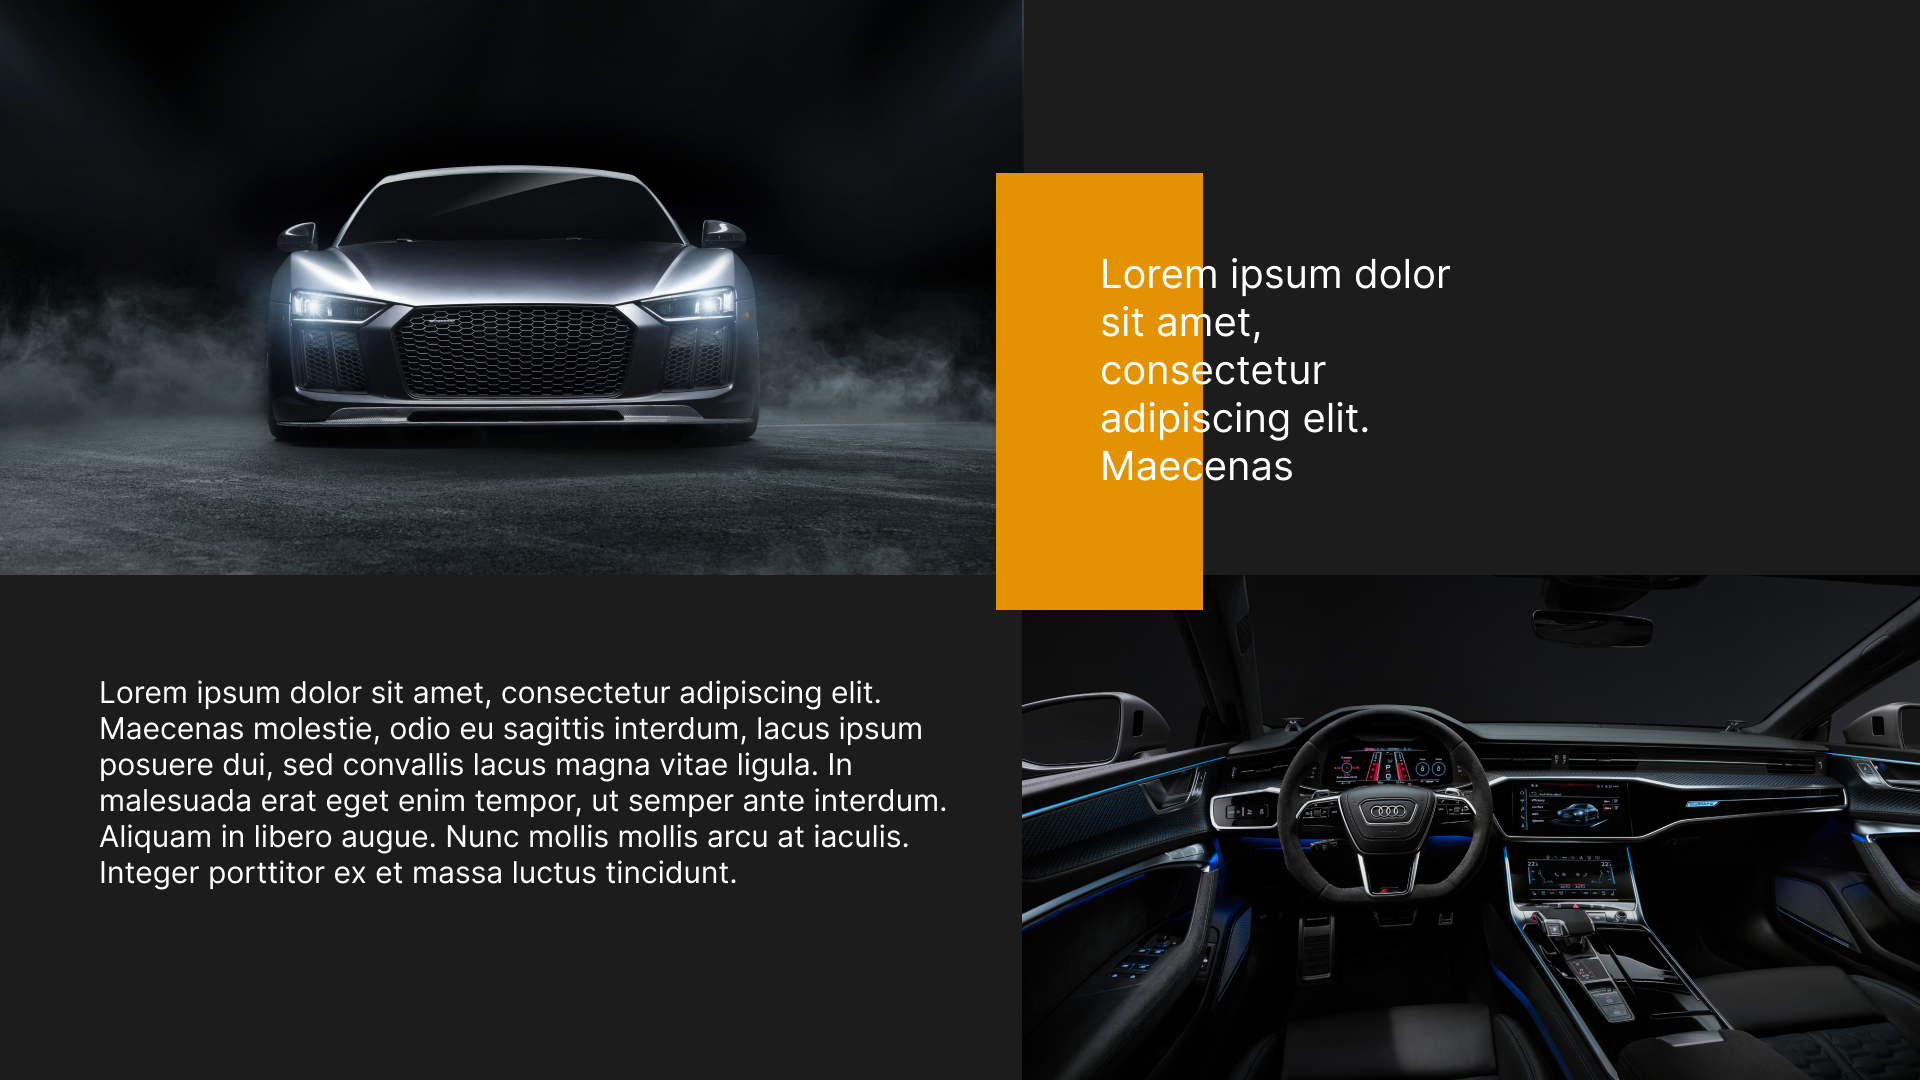 Lorem ipsum dolor
sit amet,
consectetur
adipiscing elit.
Maecenas
Lorem ipsum dolor sit amet, consectetur adipiscing elit.
Maecenas molestie, odio eu sagittis interdum, lacus ipsum
posuere dui, sed convallis lacus magna vitae ligula. In
malesuada erat eget enim tempor, ut semper ante interdum.
Aliquam in libero augue. Nunc mollis mollis arcu at iaculis.
Integer porttitor ex et massa luctus tincidunt.